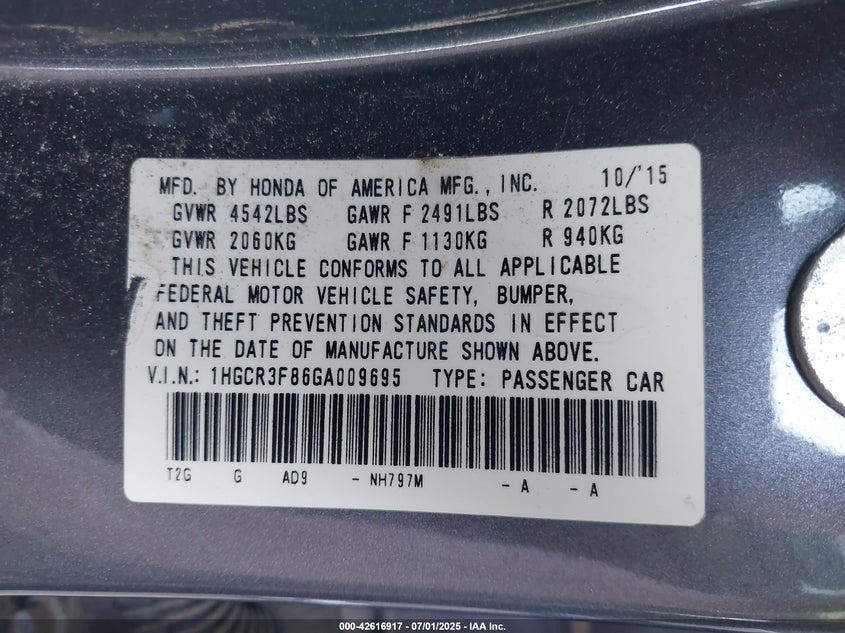 MFD. BY HONDA OF AMERICA MFG., INC. 10/'15
GVWR 4542LBS GAWR F 2491LBS R 2072LBS
GVWR 2060KG GAWR F 1130KG R 940KG
THIS VEHICLE CONFORMS TO ALL APPLICABLE
FEDERAL MOTOR VEHICLE SAFETY, BUMPER,
AND THEFT PREVENTION STANDARDS IN EFFECT
ON THE DATE OF MANUFACTURE SHOWN ABOVE.
V.I.N.: 1HGCR3F86GA009695 TYPE: PASSENGER CAR
T2G G AD9 - NH797M - A - A
000-42616917 - 07/01/2025 - IAA Inc.